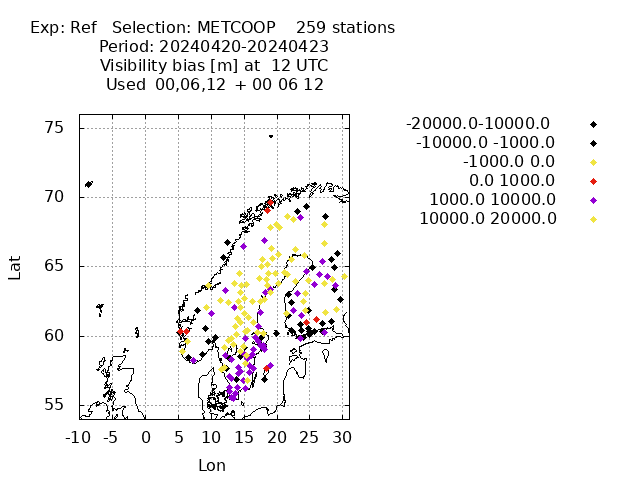 Exp: Ref   Selection: METCOOP    259 stations
Period: 20240420-20240423
Visibility bias [m] at  12 UTC
Used  00,06,12  + 00 06 12
-20000.0-10000.0
-10000.0 -1000.0
-1000.0 0.0
0.0 1000.0
1000.0 10000.0
10000.0 20000.0
75
70
65
60
55
Lat
-10 -5 0 5 10 15 20 25 30
Lon